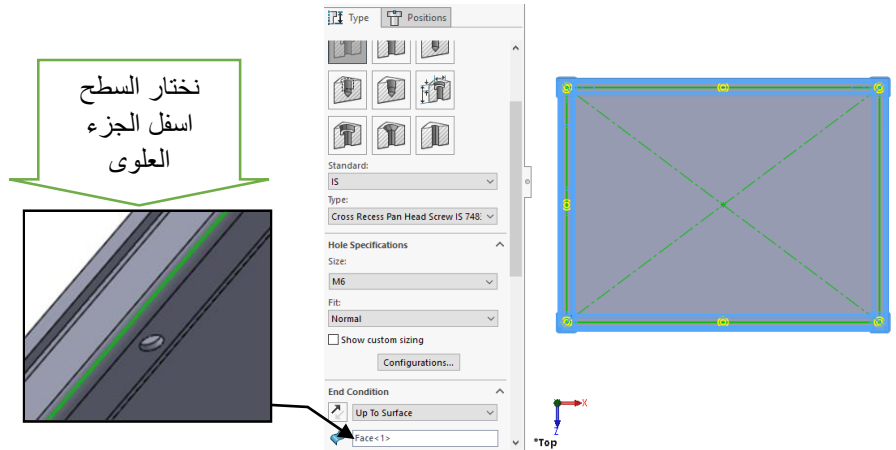 نختار السطح
اسفل الجزء
العلوى
Type
Positions
Standard:
IS
Type:
Cross Recess Pan Head Screw IS 748
Hole Specifications
Size:
M6
Fit:
Normal
Show custom sizing
Configurations...
End Condition
Up To Surface
Face<1>
X
Z
*Top